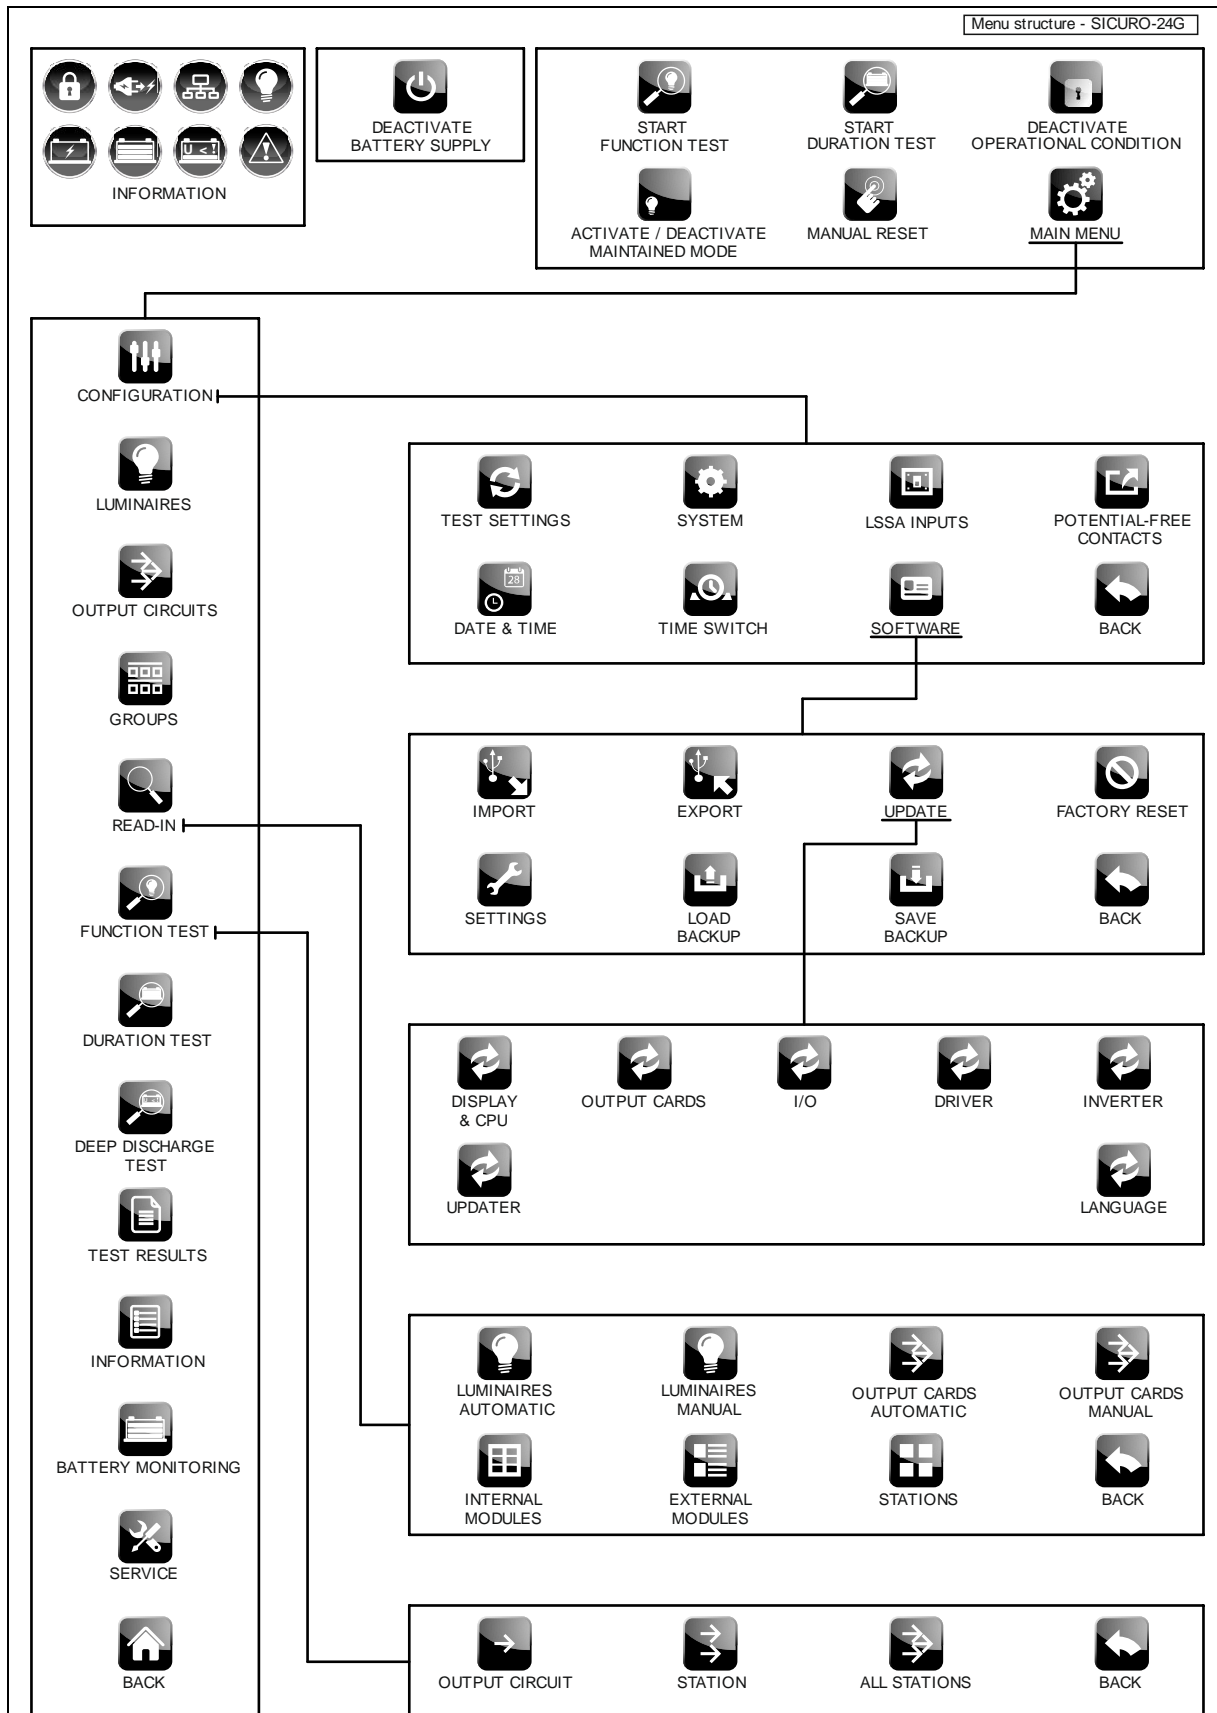 Menu structure - SICURO-24G
INFORMATION
DEACTIVATE
BATTERY SUPPLY
START
FUNCTION TEST
START
DURATION TEST
DEACTIVATE
OPERATIONAL CONDITION
ACTIVATE / DEACTIVATE
MAINTAINED MODE
MANUAL RESET
MAIN MENU
U < !
CONFIGURATION
LUMINAIRES
OUTPUT CIRCUITS
GROUPS
READ-IN
FUNCTION TEST
DURATION TEST
DEEP DISCHARGE
TEST
TEST RESULTS
INFORMATION
BATTERY MONITORING
SERVICE
BACK
TEST SETTINGS
SYSTEM
LSSA INPUTS
POTENTIAL-FREE
CONTACTS
28
DATE & TIME
TIME SWITCH
SOFTWARE
BACK
IMPORT
EXPORT
UPDATE
FACTORY RESET
SETTINGS
LOAD
BACKUP
SAVE
BACKUP
BACK
DISPLAY
& CPU
OUTPUT CARDS
I/O
DRIVER
INVERTER
UPDATER
LANGUAGE
LUMINAIRES
AUTOMATIC
LUMINAIRES
MANUAL
OUTPUT CARDS
AUTOMATIC
OUTPUT CARDS
MANUAL
INTERNAL
MODULES
EXTERNAL
MODULES
STATIONS
BACK
OUTPUT CIRCUIT
STATION
ALL STATIONS
BACK